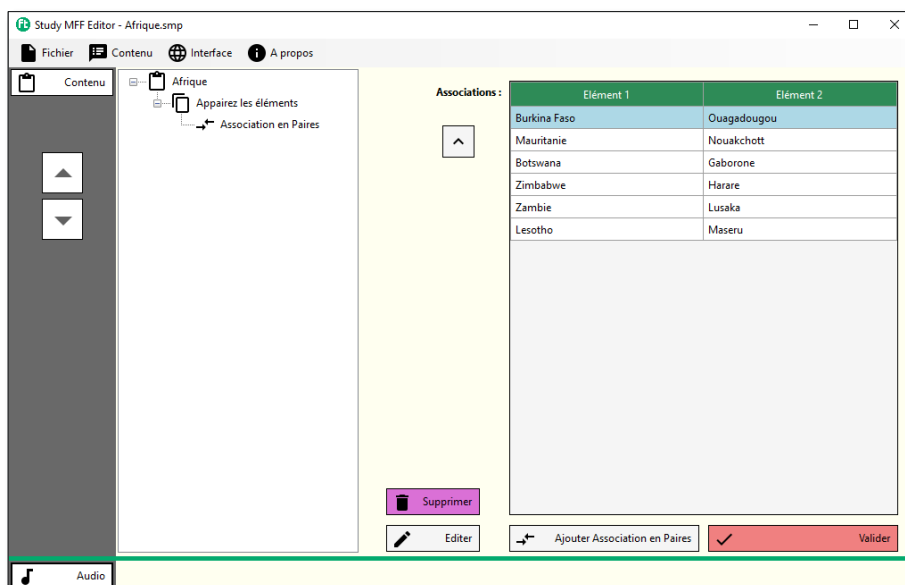 Study MFF Editor - Afrique.smp
Fichier Contenu Interface A propos
Contenu
Afrique
Appairez les éléments
Association en Paires
Associations :
Elément 1 Elément 2
Burkina Faso Ouagadougou
Mauritanie Nouakchott
Botswana Gaborone
Zimbabwe Harare
Zambie Lusaka
Lesotho Maseru
Supprimer
Editer Ajouter Association en Paires Valider
Audio